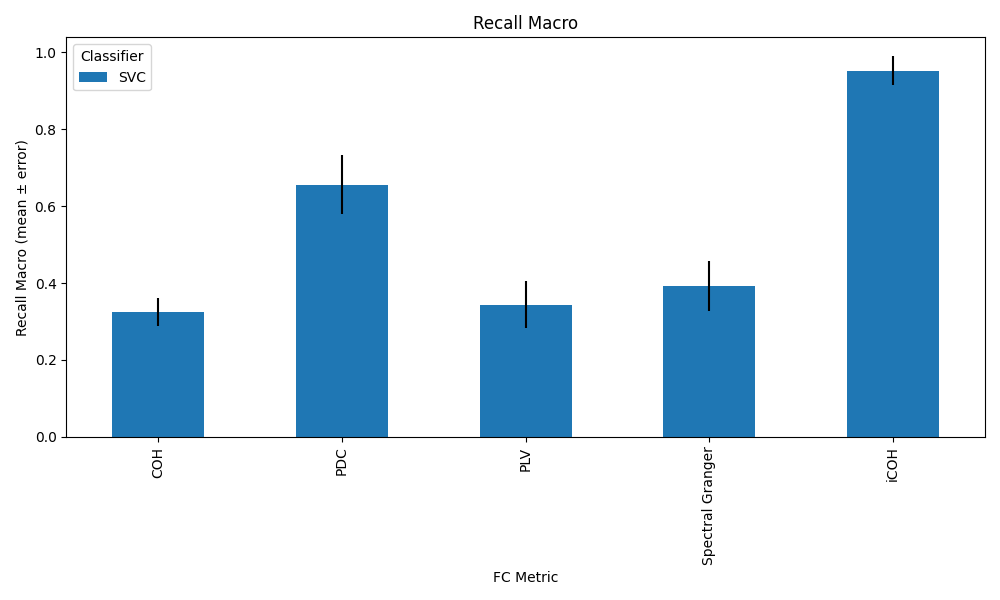 Recall Macro
Classifier
SVC
Recall Macro (mean ± error)
1.0
0.8
0.6
0.4
0.2
0.0
COH
PDC
PLV
Spectral Granger
iCOH
FC Metric